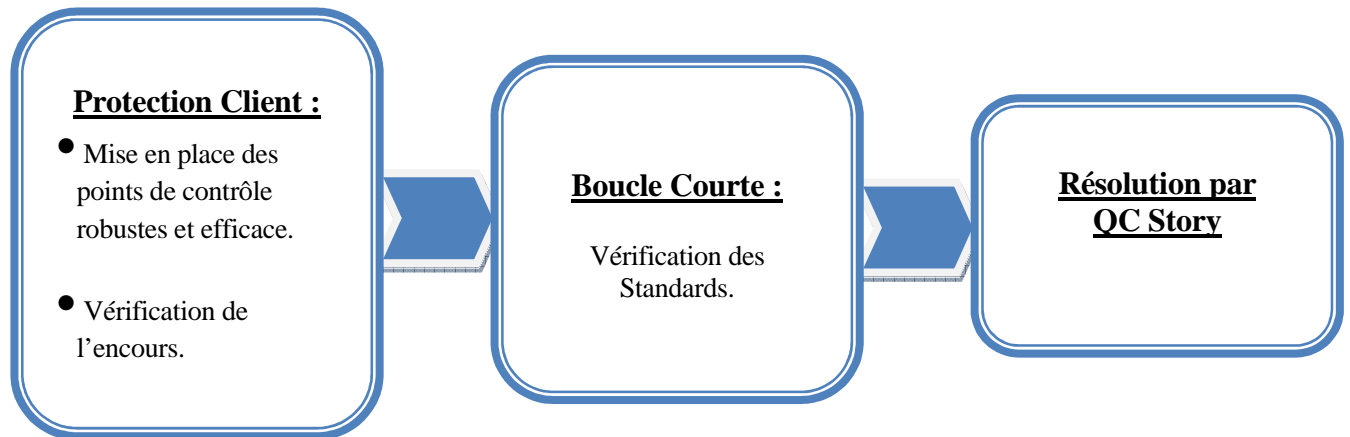 Protection Client :
• Mise en place des
points de contrôle
robustes et efficace.
• Vérification de
l’encours.
Boucle Courte :
Vérification des
Standards.
Résolution par
QC Story